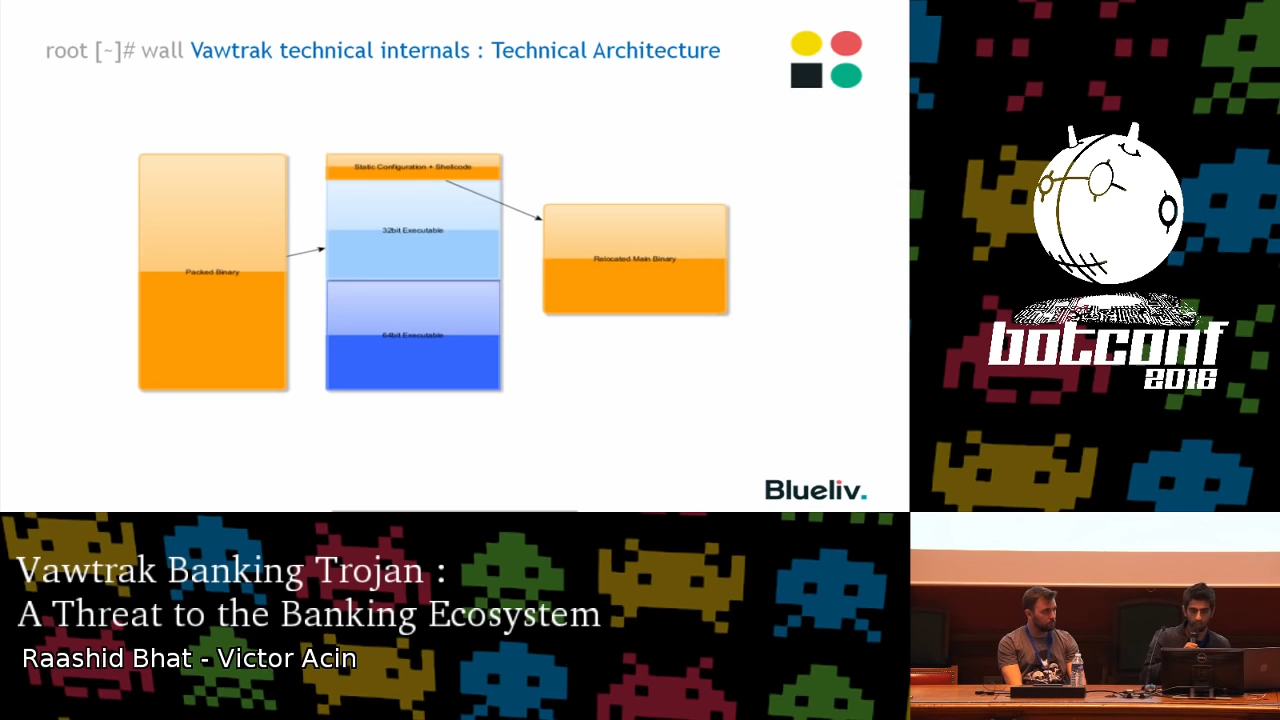 root [~]# wall Vawtrak technical internals : Technical Architecture
Packed Binary
Static Configuration + Shellcode
32bit Executable
64bit Executable
Relocated Main Binary
Blueliv.
botconf
2016
Vawtrak Banking Trojan :
A Threat to the Banking Ecosystem
Raashid Bhat - Victor Acin